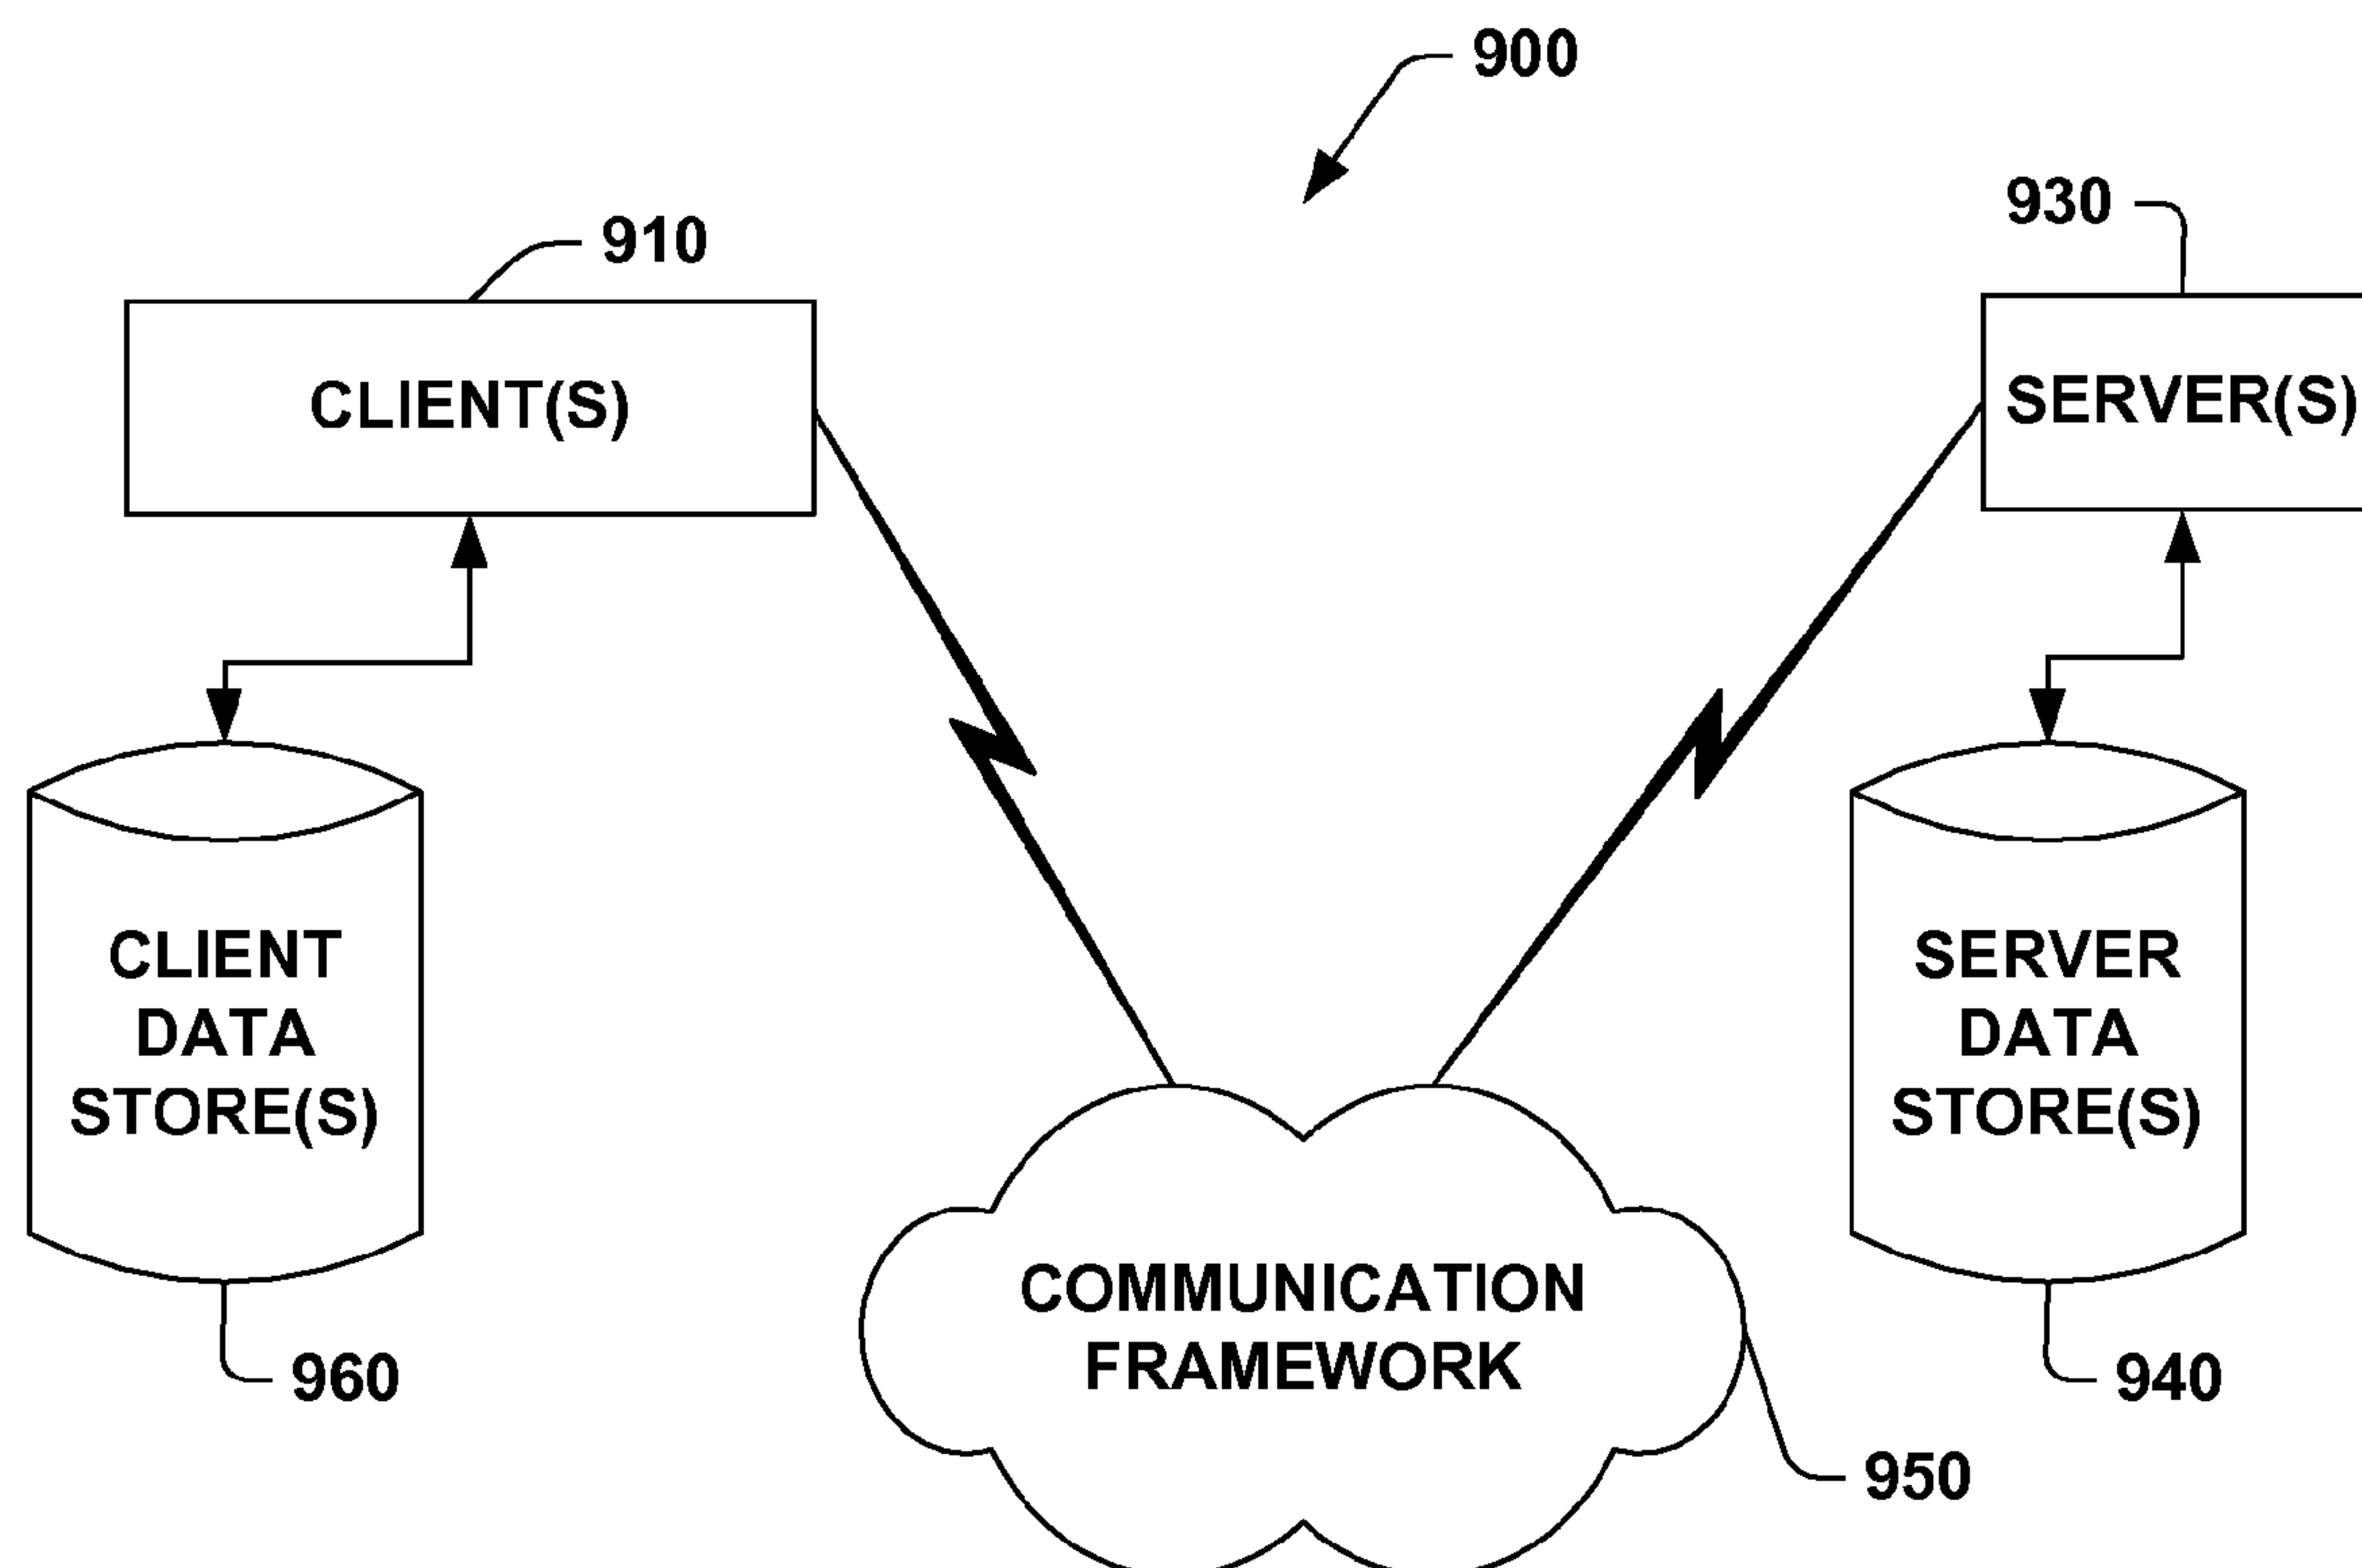 900
930
910
CLIENT(S)
SERVER(S)
CLIENT
DATA
STORE(S)
SERVER
DATA
STORE(S)
COMMUNICATION
FRAMEWORK
960
940
950